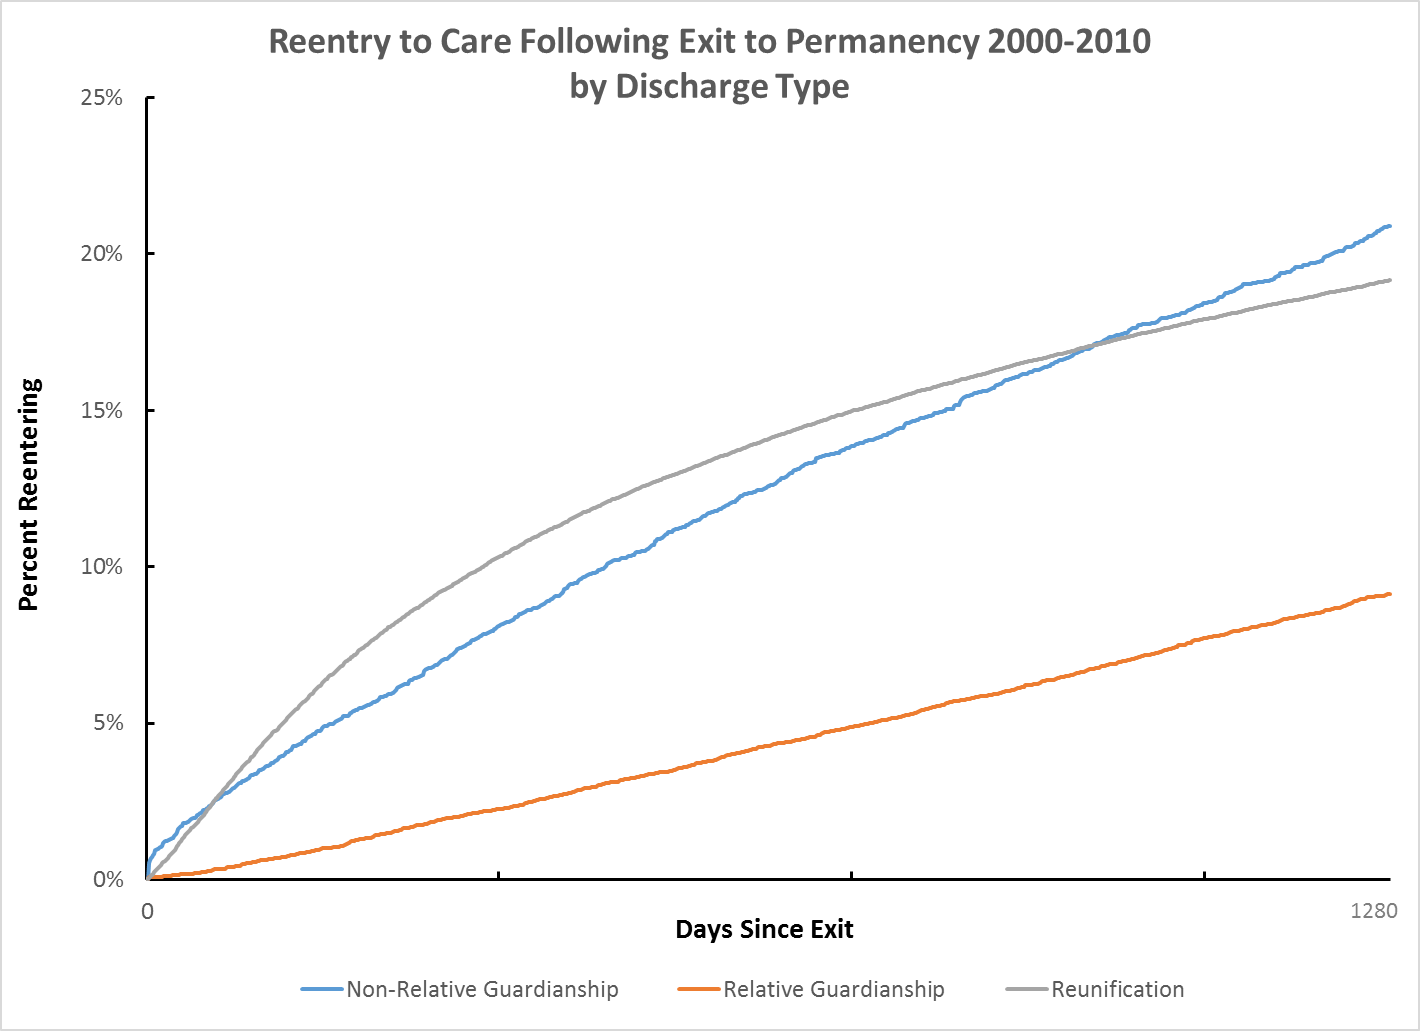 Reentry to Care Following Exit to Permanency 2000-2010
by Discharge Type
25%
20%
15%
10%
5%
0%
Percent Reentering
0
1280
Days Since Exit
Non-Relative Guardianship
Relative Guardianship
Reunification